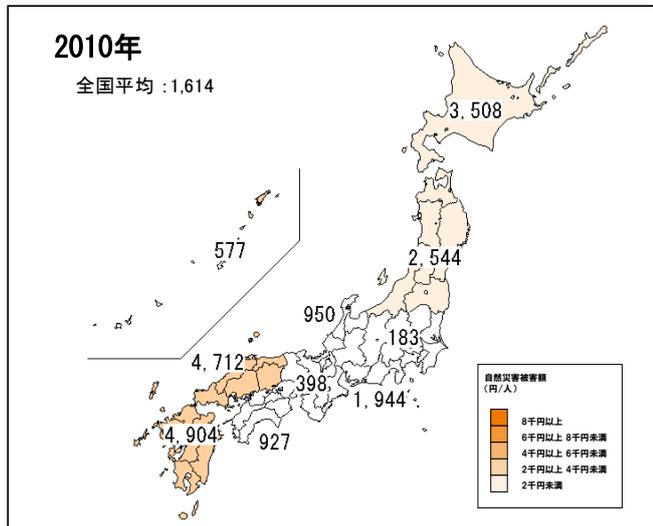 2010年
全国平均 :1,614
3,508
577
2,544
950
183
4,712
398
1,944
4,904
927
自然災害被害額
(円/人)
8千円以上
6千円以上 8千円未満
4千円以上 6千円未満
2千円以上 4千円未満
2千円未満